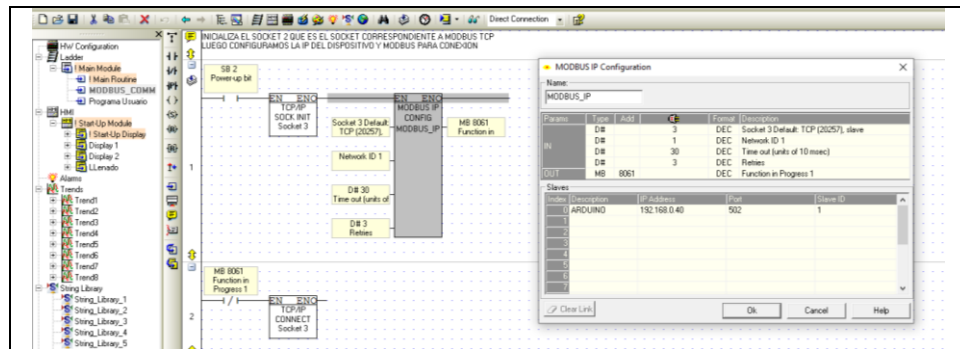 Direct Connection
INICIALIZA EL SOCKET 2 QUE ES EL SOCKET CORRESPONDIENTE A MODBUS TCP
LUEGO CONFIGURAMOS LA IP DEL DISPOSITIVO Y MODBUS PARA CONEXION
HW Configuration
Ladder
! Main Module
! Main Routine
MODBUS_COMM
Programa Usuario
HMI
! Start-Up Module
! Start-Up Display
Display 1
Display 2
LLenado
Alarms
Trends
Trend1
Trend2
Trend3
Trend4
Trend5
Trend6
Trend7
Trend8
String Library
String_Library_1
String_Library_2
String_Library_3
String_Library_4
String_Library_5
1
SB 2
Power-up bit
EN ENO
TCP/IP
SOCK INIT
Socket 3
Socket 3 Default:
TCP (20257),
Network ID 1
D# 30
Time out (units of
D# 3
Retries
EN ENO
MODBUS IP
CONFIG
MODBUS_IP
MB 8061
Function in
2
MB 8061
Function in
Progress 1
EN ENO
TCP/IP
CONNECT
Socket 3
MODBUS IP Configuration
Name:
MODBUS_IP
Params Type Add Format Description
IN
D# 3 DEC Socket 3 Default: TCP (20257), slave
D# 1 DEC Network ID 1
D# 30 DEC Time out (units of 10 msec)
D# 3 DEC Retries
OUT MB 8061 DEC Function in Progress 1
Slaves
Index Description IP Address Port Slave ID
0 ARDUINO 192.168.0.40 502 1
1
2
3
4
5
6
7
Clear Link
Ok
Cancel
Help